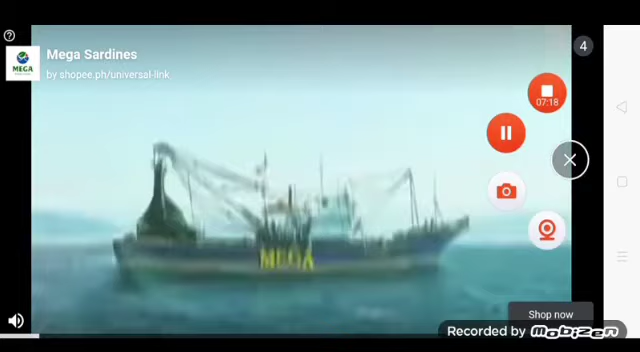 Mega Sardines
by shopee.ph/universal-link
MEGA
4
07:18
MEGA
Shop now
Recorded by Mobizen